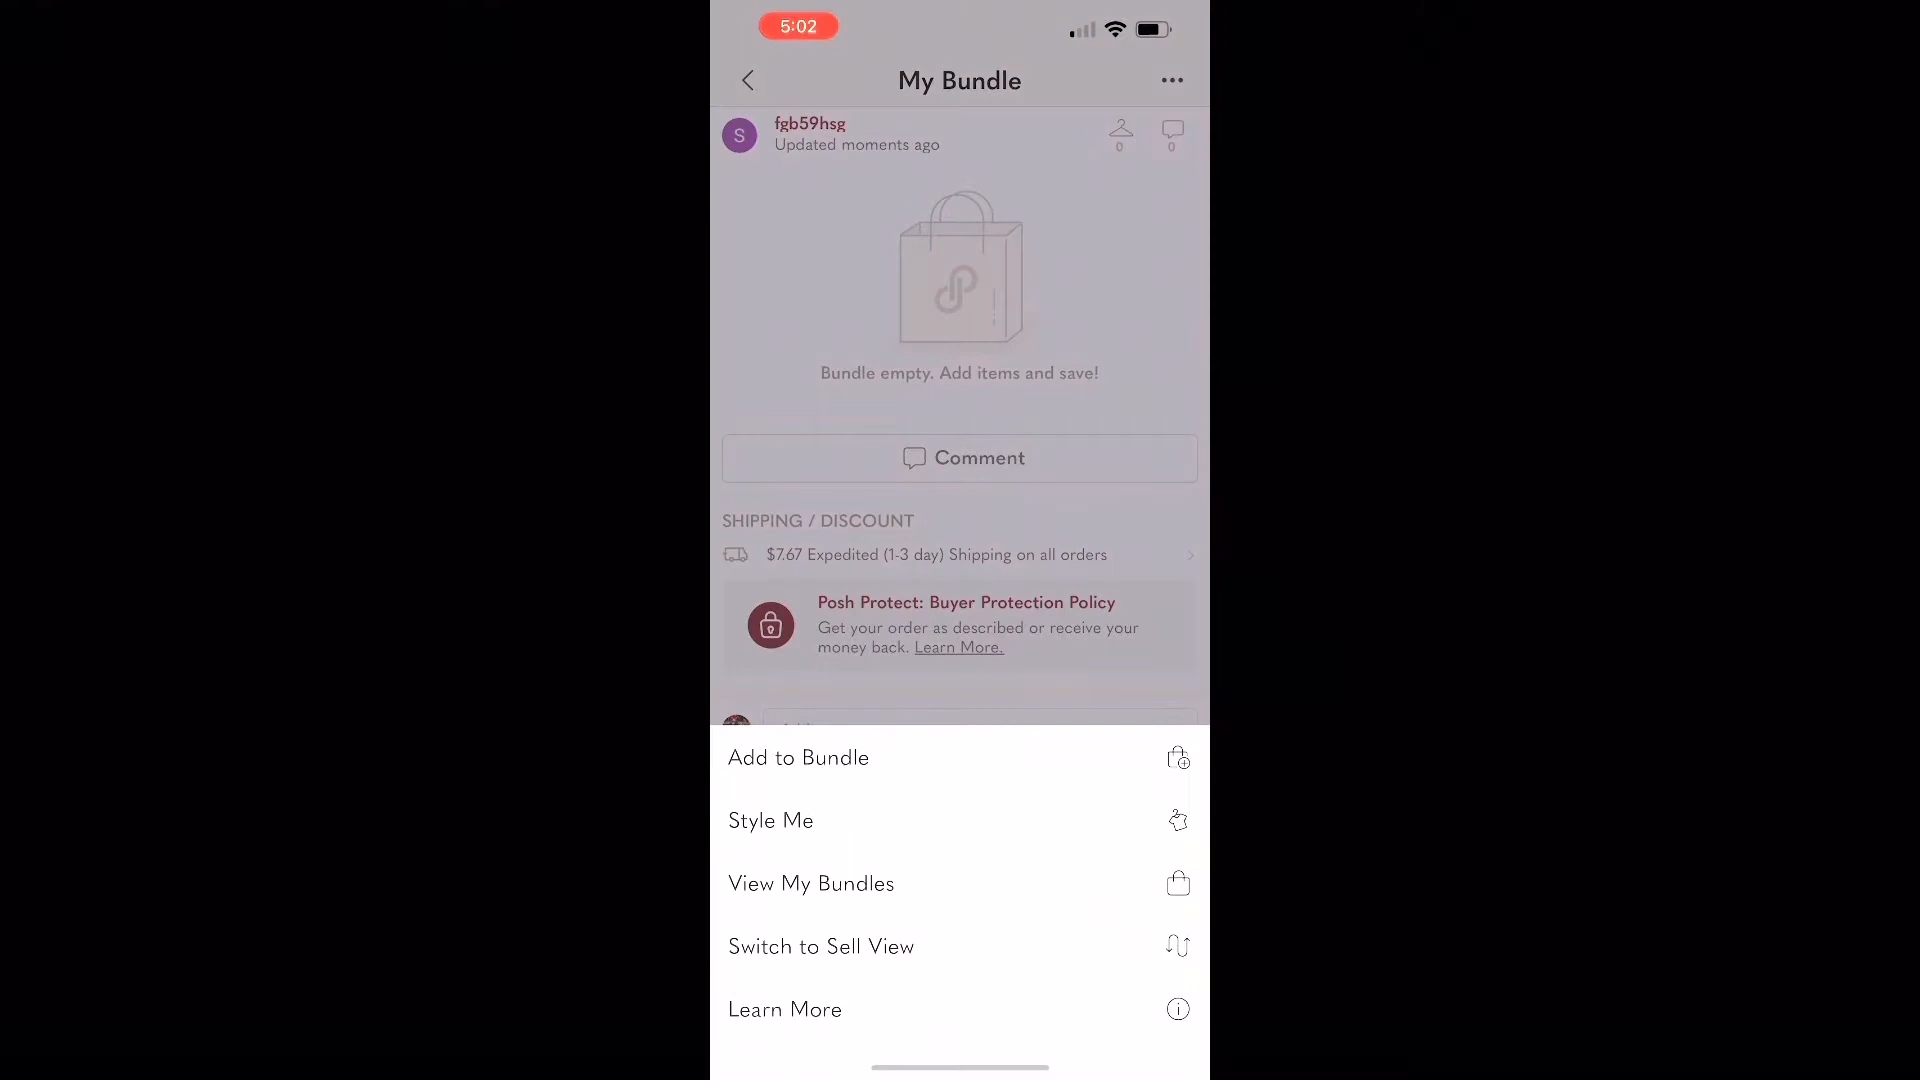 5:02
My Bundle
S
fgb59hsg
Updated moments ago
0
0
Bundle empty. Add items and save!
Comment
SHIPPING / DISCOUNT
$7.67 Expedited (1-3 day) Shipping on all orders
Posh Protect: Buyer Protection Policy
Get your order as described or receive your
money back. Learn More.
Add to Bundle
Style Me
View My Bundles
Switch to Sell View
Learn More